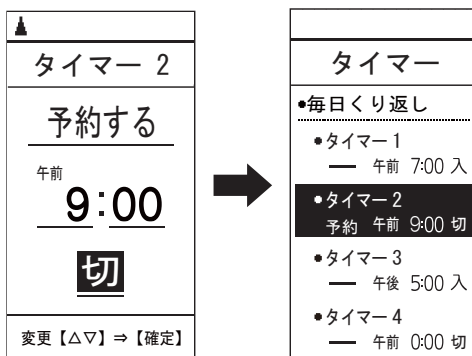 タイマー 2
予約する
午前
9:00
切
変更【△▽】⇒【確定】
タイマー
●毎日くり返し
●タイマー1
― 午前 7:00 入
●タイマー2
予約 午前 9:00 切
●タイマー3
― 午後 5:00 入
●タイマー4
― 午前 0:00 切